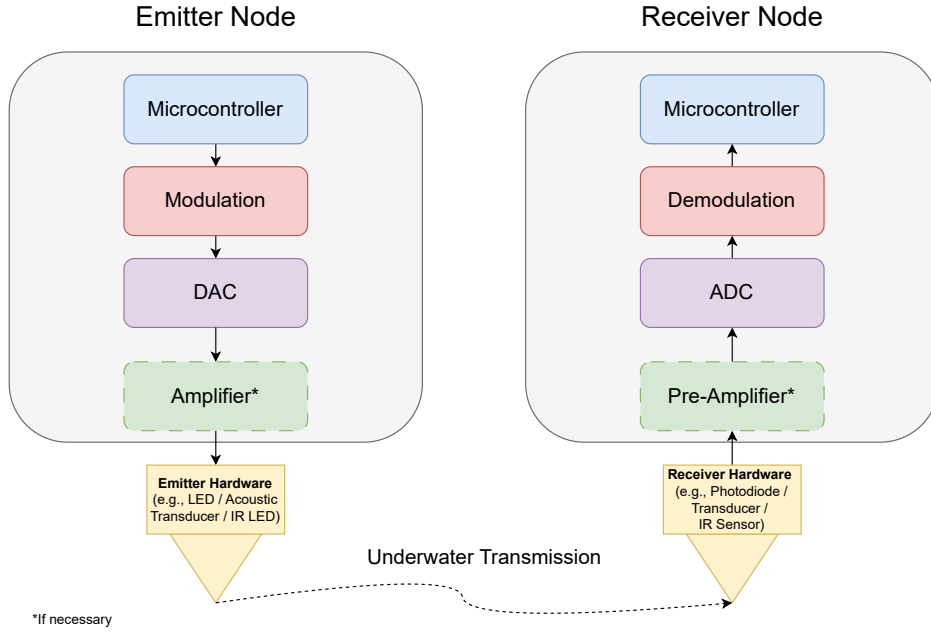 Emitter Node
Microcontroller
Modulation
DAC
Amplifier*
Emitter Hardware
(e.g., LED / Acoustic
Transducer / IR LED)
Receiver Node
Microcontroller
Demodulation
ADC
Pre-Amplifier*
Receiver Hardware
(e.g., Photodiode /
Transducer /
IR Sensor)
Underwater Transmission
*If necessary